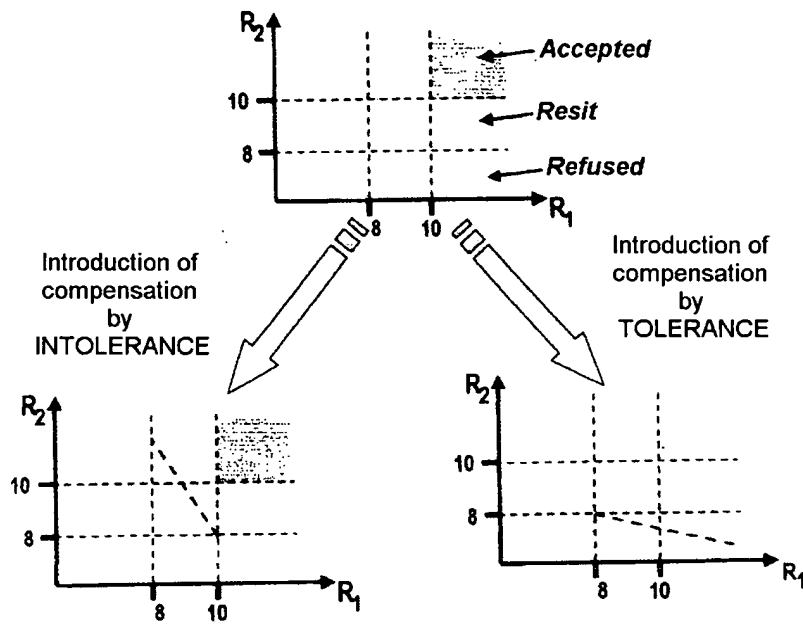 R2
Accepted
10
Resit
8
Refused
R1
8
10
Introduction of
compensation
by
INTOLERANCE
Introduction of
compensation
by
TOLERANCE
R2
10
8
R1
8
10
R2
10
8
R1
8
10